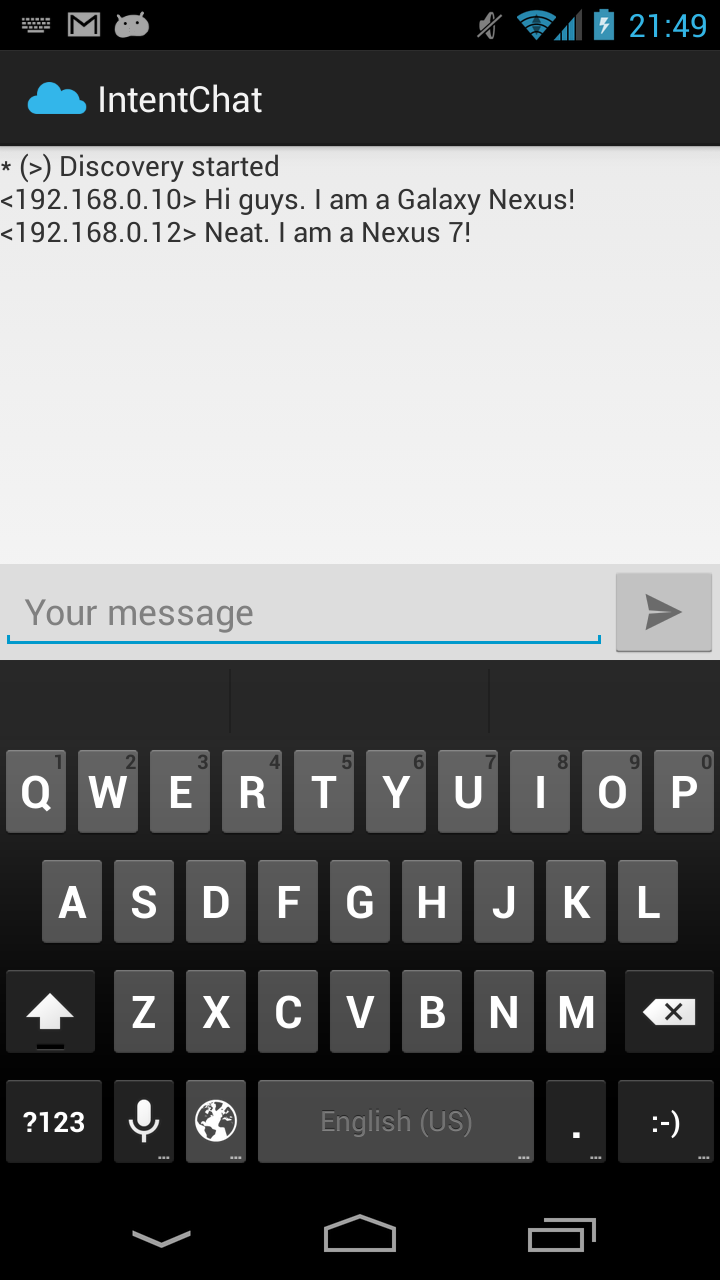 21:49
IntentChat
* (>) Discovery started
<192.168.0.10> Hi guys. I am a Galaxy Nexus!
<192.168.0.12> Neat. I am a Nexus 7!
Your message
1 2 3 4 5 6 7 8 9 0
Q W E R T Y U I O P
A S D F G H J K L
Z X C V B N M
?123 English (US) . :-)